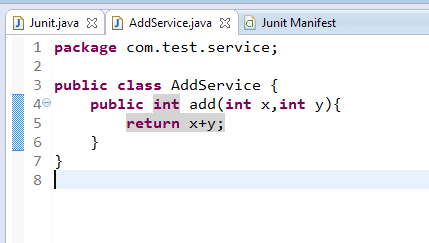 Junit.java AddService.java Junit Manifest
1 package com.test.service;
2
3 public class AddService {
4 public int add(int x,int y){
5 return x+y;
6 }
7 }
8